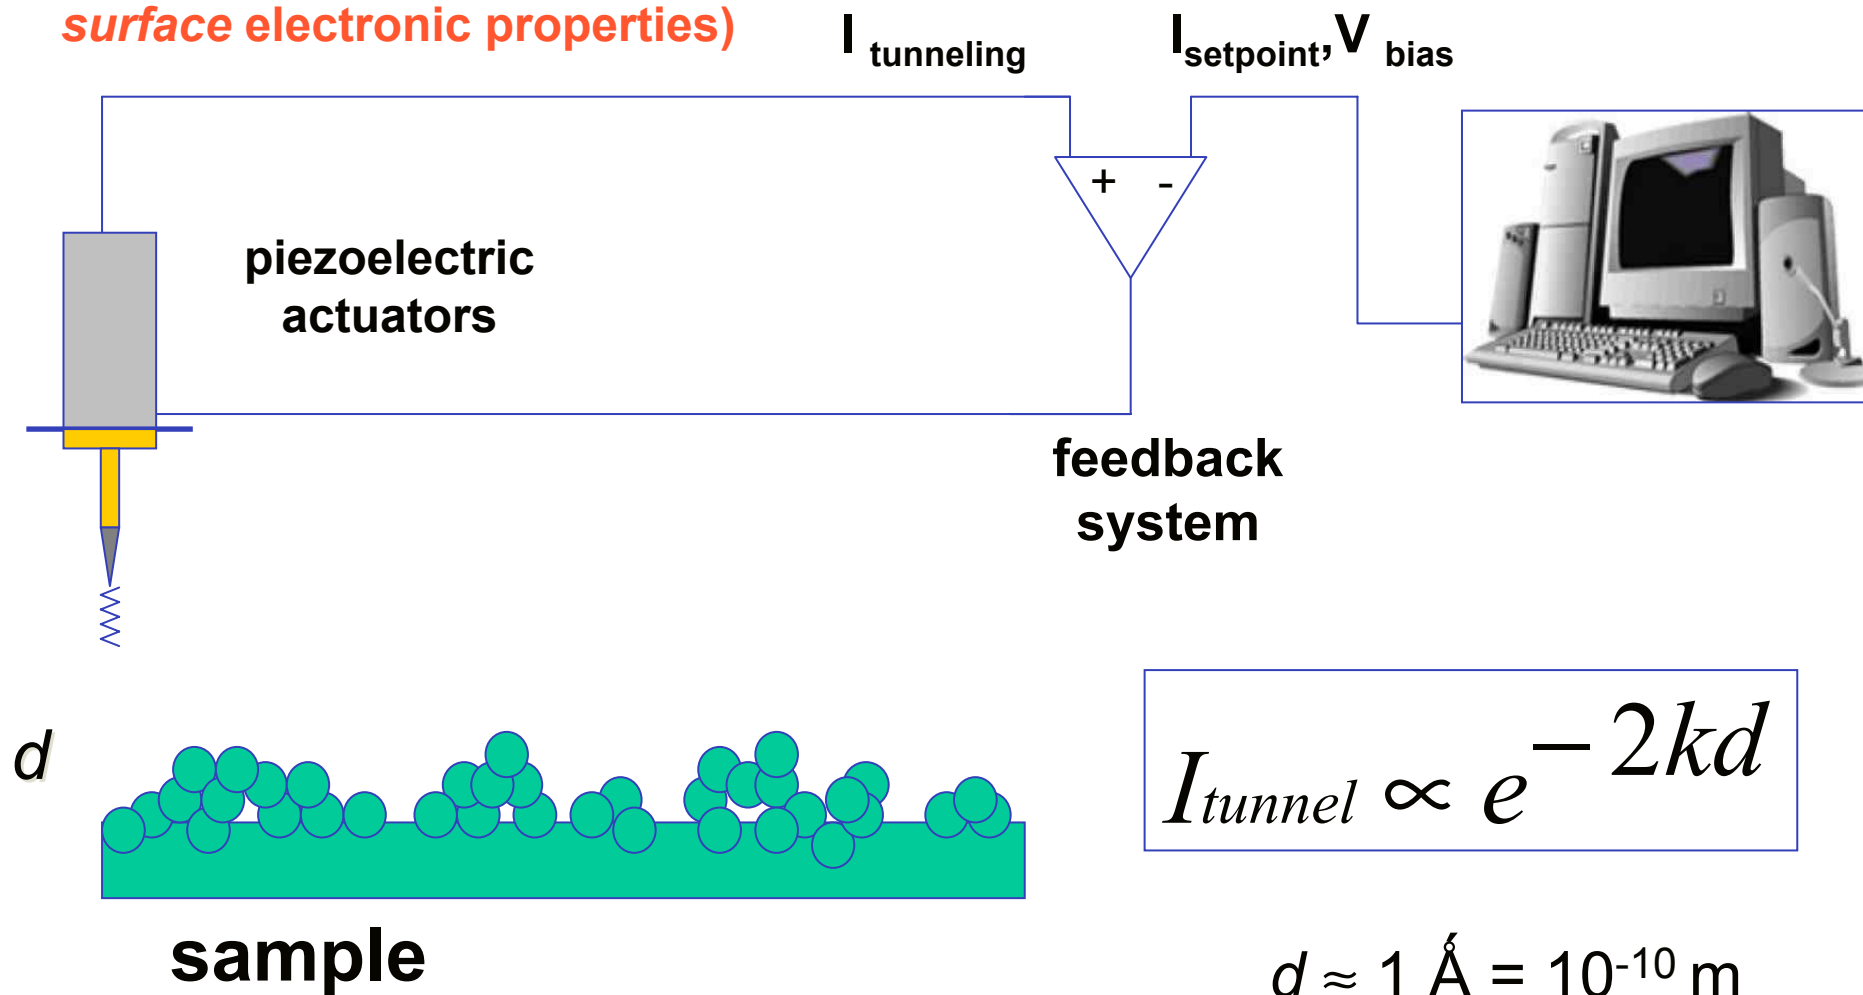 surface electronic properties)
I tunneling
Isetpoint,V bias
+ -
piezoelectric
actuators
feedback
system
d
Itunnel ∝ e^−2kd
sample
d ≈ 1 Å = 10^-10 m